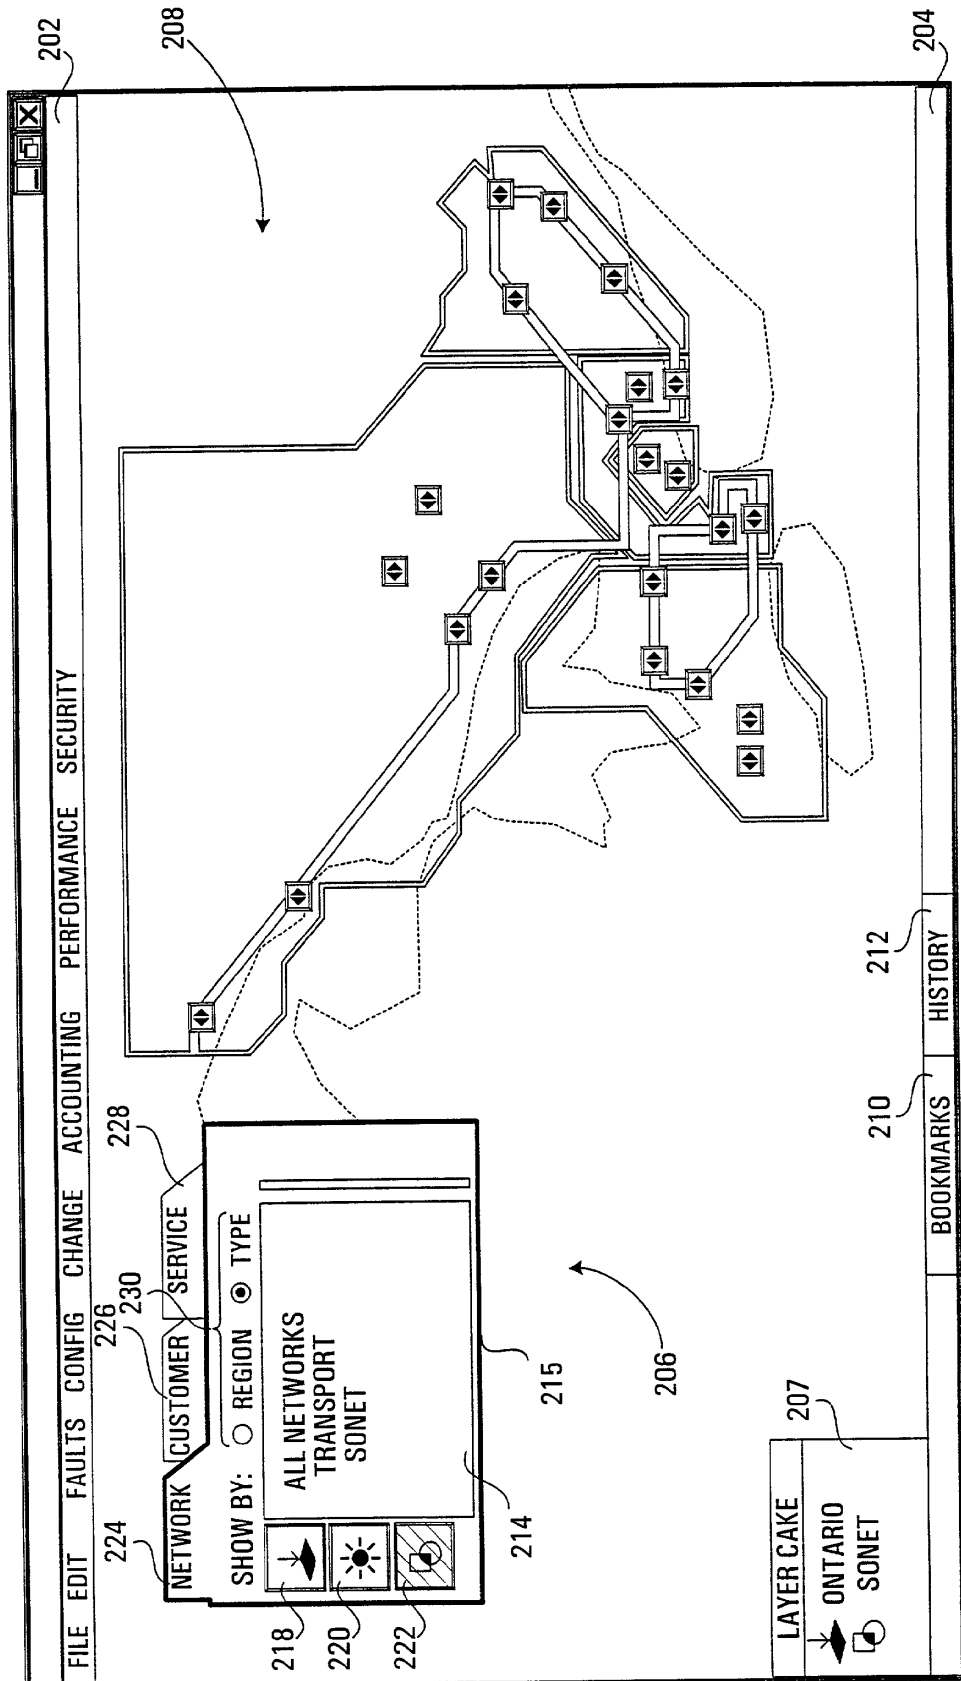 202
208
FILE EDIT FAULTS CONFIG CHANGE ACCOUNTING PERFORMANCE SECURITY
224
226
230
228
NETWORK CUSTOMER SERVICE
SHOW BY: REGION TYPE
218
220
222
ALL NETWORKS
TRANSPORT
SONET
214
215
206
207
LAYER CAKE
ONTARIO
SONET
210
212
BOOKMARKS HISTORY
204